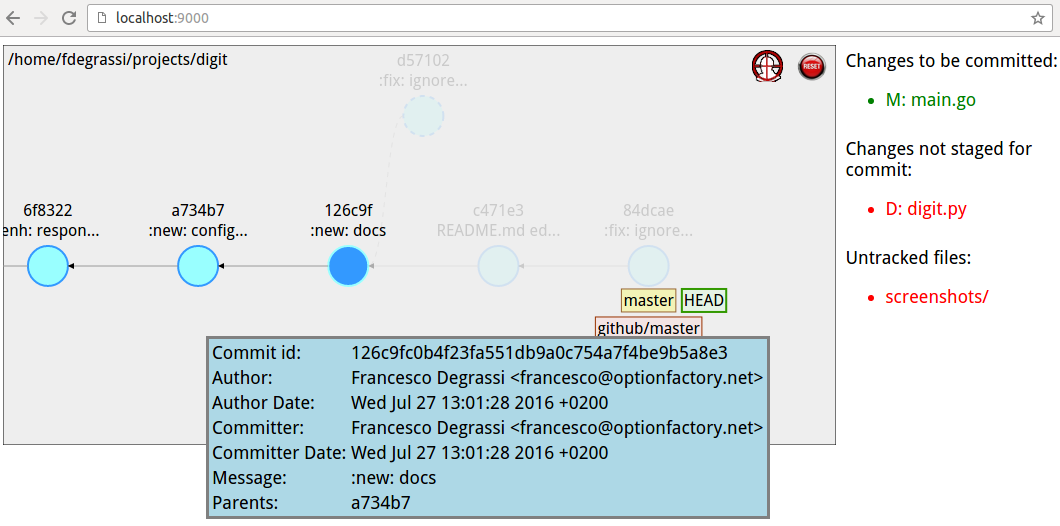 localhost:9000
/home/fdegrassi/projects/digit
d57102
:fix: ignore...
RESET
6f8322
enh: respon...
a734b7
:new: config...
126c9f
:new: docs
c471e3
README.md ed...
84dcae
:fix: ignore...
master
HEAD
github/master
Commit id: 126c9fc0b4f23fa551db9a0c754a7f4be9b5a8e3
Author: Francesco Degrassi <francesco@optionfactory.net>
Author Date: Wed Jul 27 13:01:28 2016 +0200
Committer: Francesco Degrassi <francesco@optionfactory.net>
Committer Date: Wed Jul 27 13:01:28 2016 +0200
Message: :new: docs
Parents: a734b7
Changes to be committed:
M: main.go
Changes not staged for
commit:
D: digit.py
Untracked files:
screenshots/